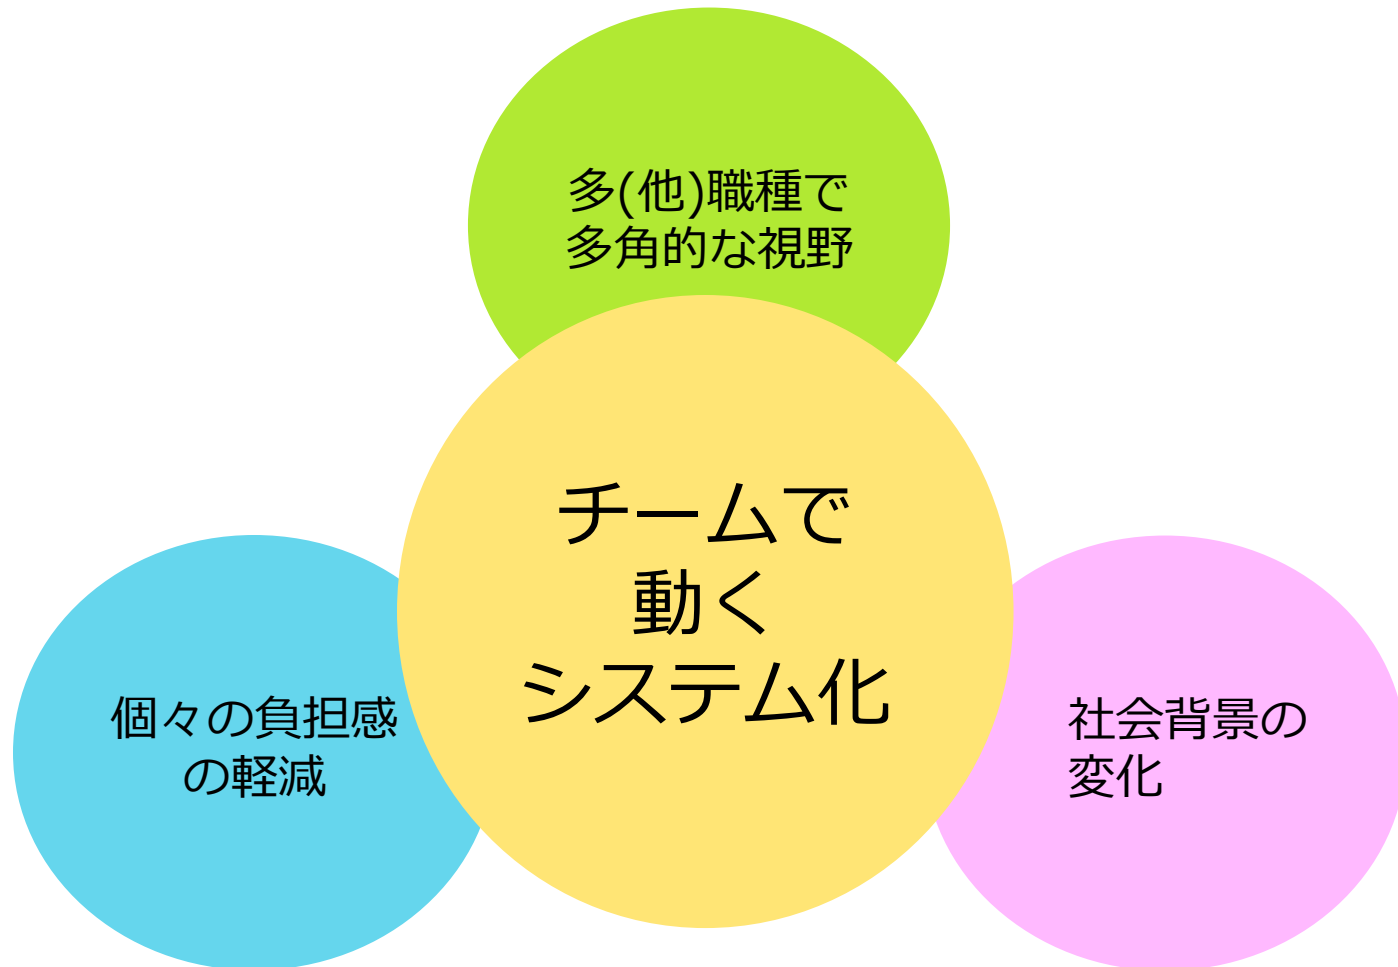 多(他)職種で
多角的な視野
チームで
動く
システム化
個々の負担感
の軽減
社会背景の
変化